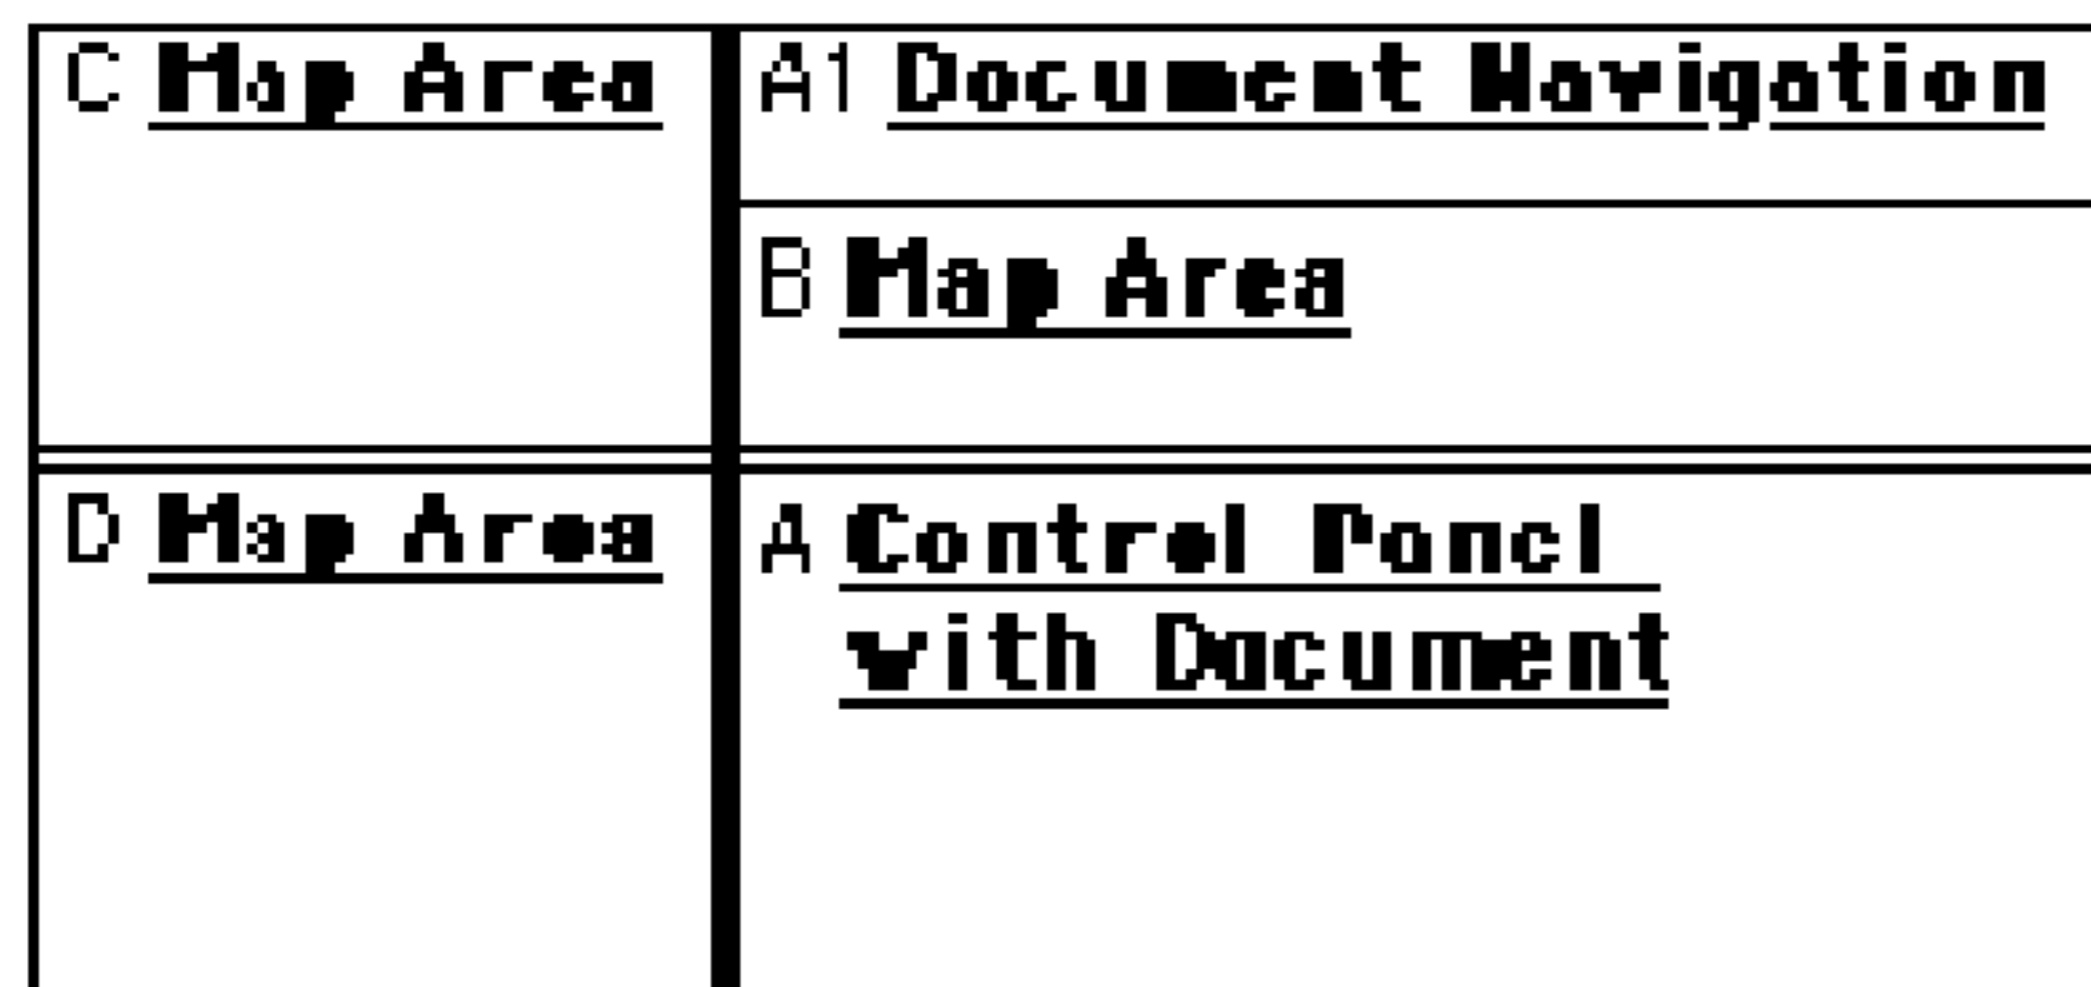 C Map Area
A1 Document Navigation
B Map Area
D Map Area
A Control Panel
with Document